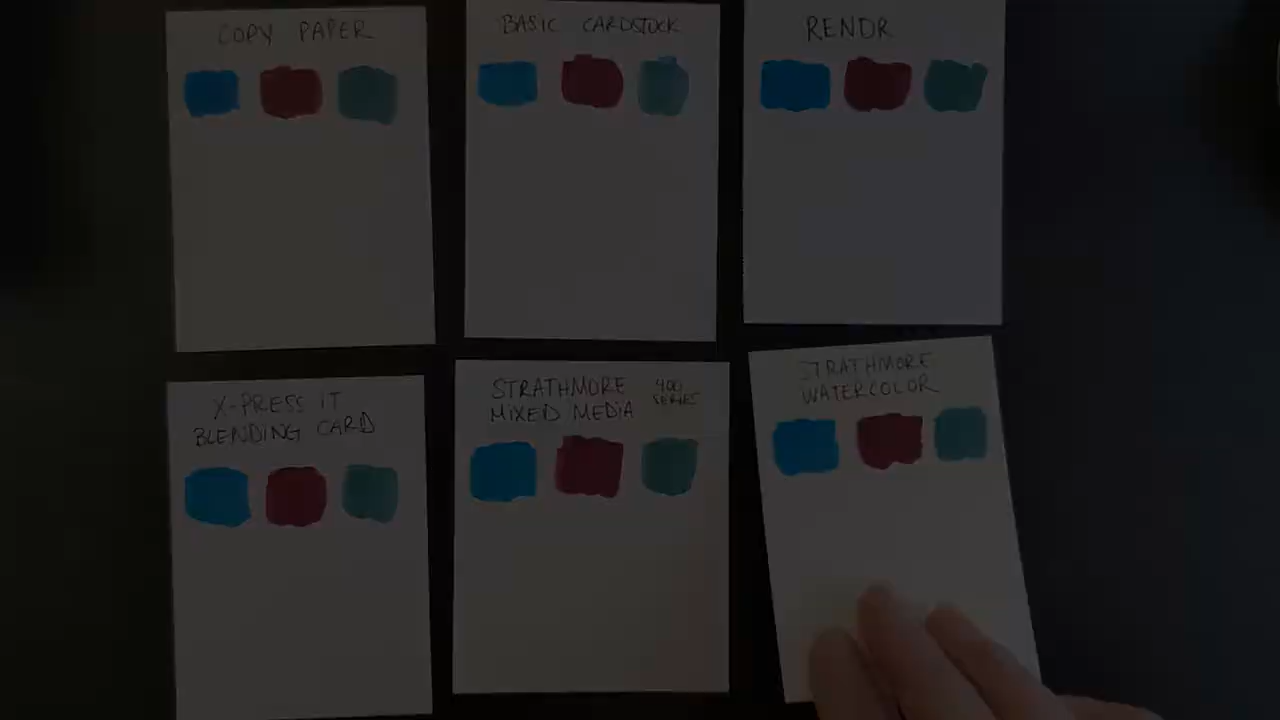 COPY PAPER
BASIC CARDSTOCK
RENDR
X-PRESS IT
BLENDING CARD
STRATHMORE 400
MIXED MEDIA SERIES
STRATHMORE
WATERCOLOR